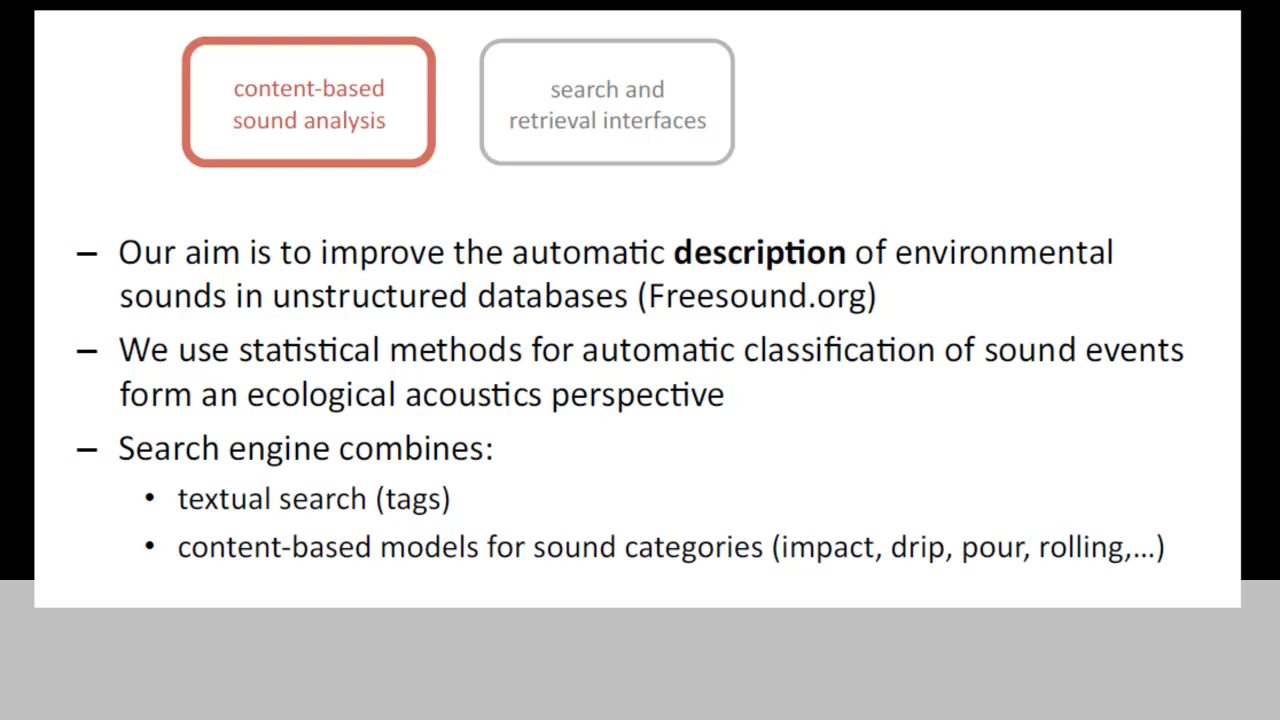 content-based
sound analysis
search and
retrieval interfaces
– Our aim is to improve the automatic description of environmental
sounds in unstructured databases (Freesound.org)
– We use statistical methods for automatic classification of sound events
form an ecological acoustics perspective
– Search engine combines:
• textual search (tags)
• content-based models for sound categories (impact, drip, pour, rolling,...)